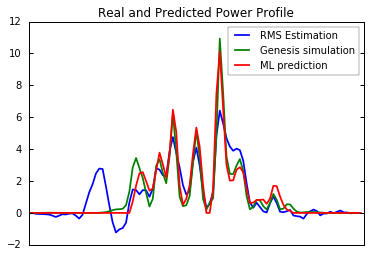 Real and Predicted Power Profile
12
10
8
6
4
2
0
−2
RMS Estimation
Genesis simulation
ML prediction